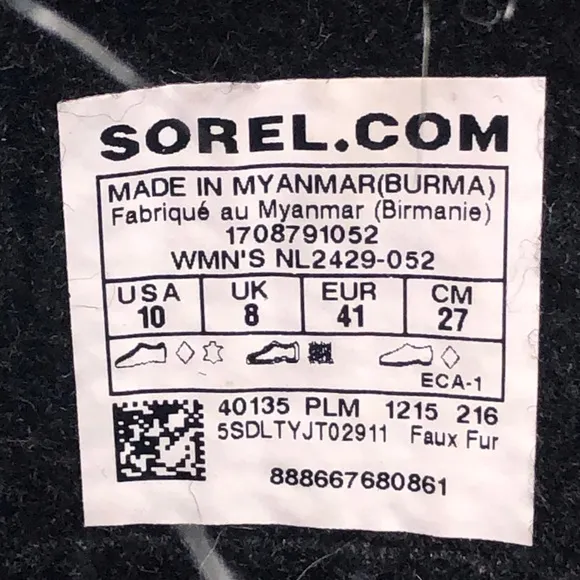 SOREL.COM
MADE IN MYANMAR(BURMA)
Fabriqué au Myanmar (Birmanie)
1708791052
WMN'S NL2429-052
USA UK EUR CM
10 8 41 27
ECA-1
40135 PLM 1215 216
5SDLTYJT02911 Faux Fur
888667680861